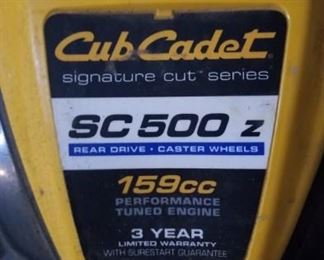 Cub Cadet
signature cut series
SC 500 z
REAR DRIVE • CASTER WHEELS
159cc
PERFORMANCE
TUNED ENGINE
3 YEAR
LIMITED WARRANTY
WITH SURESTART GUARANTEE